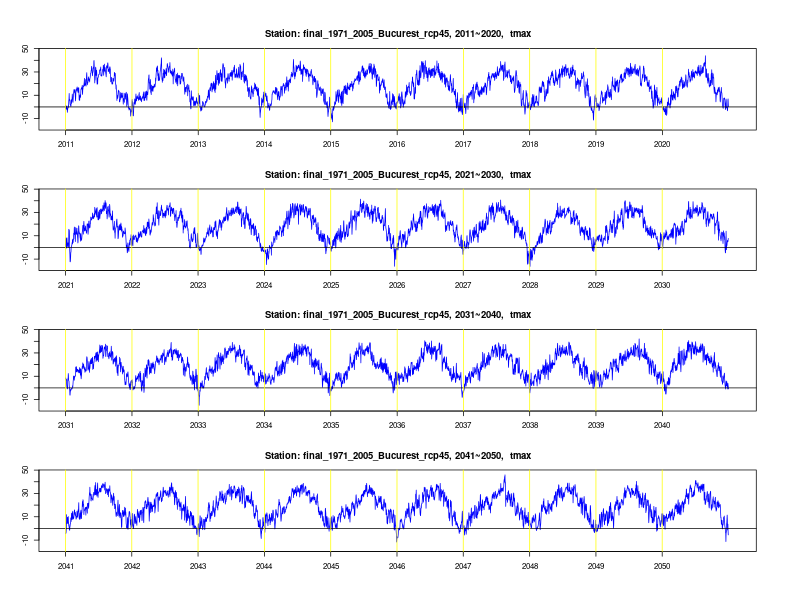 Station: final_1971_2005_Bucurest_rcp45, 2011~2020, tmax
50
30
10
-10
2011 2012 2013 2014 2015 2016 2017 2018 2019 2020
Station: final_1971_2005_Bucurest_rcp45, 2021~2030, tmax
50
30
10
-10
2021 2022 2023 2024 2025 2026 2027 2028 2029 2030
Station: final_1971_2005_Bucurest_rcp45, 2031~2040, tmax
50
30
10
-10
2031 2032 2033 2034 2035 2036 2037 2038 2039 2040
Station: final_1971_2005_Bucurest_rcp45, 2041~2050, tmax
50
30
10
-10
2041 2042 2043 2044 2045 2046 2047 2048 2049 2050